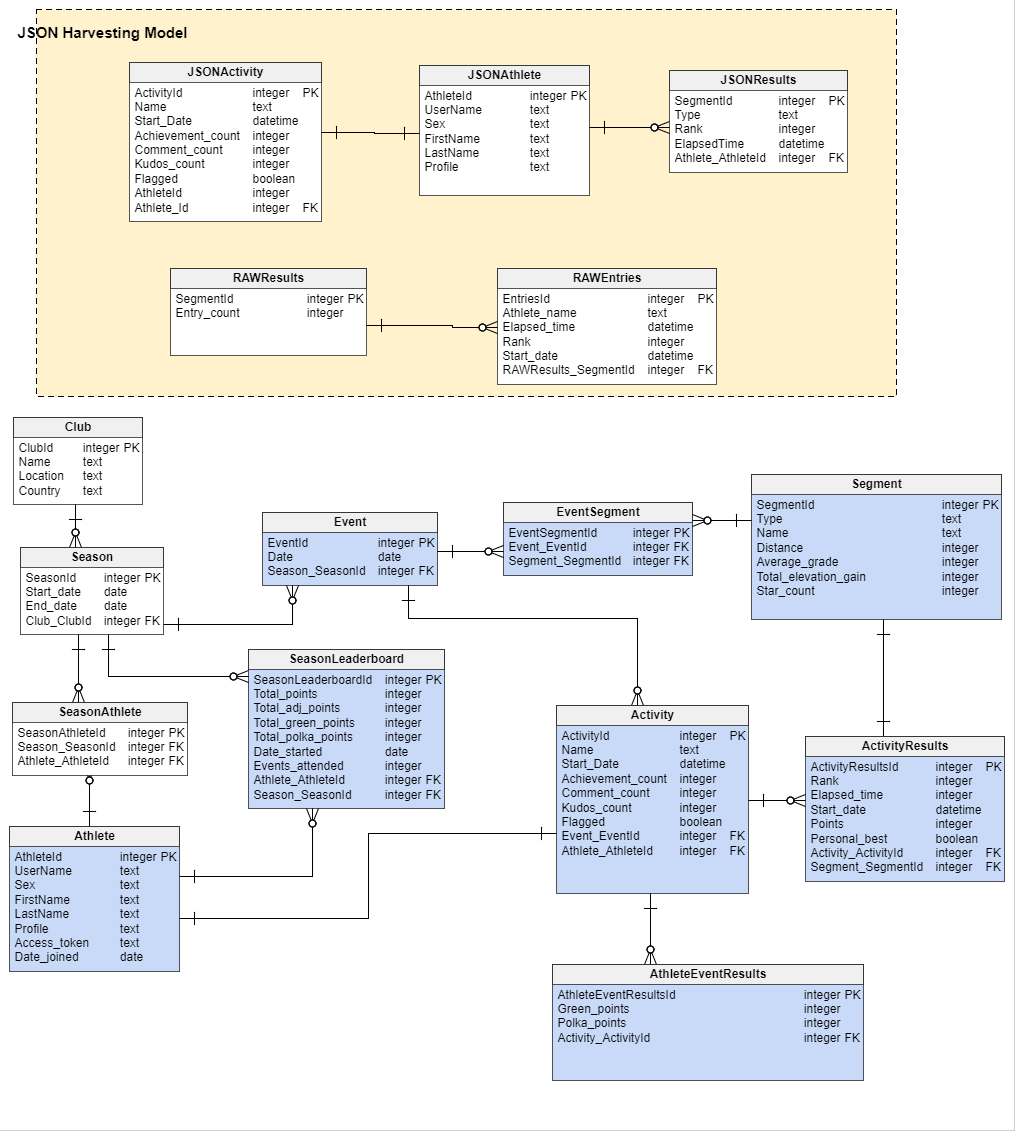 JSON Harvesting Model
JSONActivity
ActivityId integer PK
Name text
Start_Date datetime
Achievement_count integer
Comment_count integer
Kudos_count integer
Flagged boolean
AthleteId integer
Athlete_Id integer FK
JSONAthlete
AthleteId integer PK
UserName text
Sex text
FirstName text
LastName text
Profile text
JSONResults
SegmentId integer PK
Type text
Rank integer
ElapsedTime datetime
Athlete_AthleteId integer FK
RAWResults
SegmentId integer PK
Entry_count integer
RAWEntries
EntriesId integer PK
Athlete_name text
Elapsed_time datetime
Rank integer
Start_date datetime
RAWResults_SegmentId integer FK
Club
ClubId integer PK
Name text
Location text
Country text
Season
SeasonId integer PK
Start_date date
End_date date
Club_ClubId integer FK
Event
EventId integer PK
Date date
Season_SeasonId integer FK
EventSegment
EventSegmentId integer PK
Event_EventId integer FK
Segment_SegmentId integer FK
Segment
SegmentId integer PK
Type text
Name text
Distance integer
Average_grade integer
Total_elevation_gain integer
Star_count integer
SeasonLeaderboard
SeasonLeaderboardId integer PK
Total_points integer
Total_adj_points integer
Total_green_points integer
Total_polka_points integer
Date_started date
Events_attended integer
Athlete_AthleteId integer FK
Season_SeasonId integer FK
SeasonAthlete
SeasonAthleteId integer PK
Season_SeasonId integer FK
Athlete_AthleteId integer FK
Activity
ActivityId integer PK
Name text
Start_Date datetime
Achievement_count integer
Comment_count integer
Kudos_count integer
Flagged boolean
Event_EventId integer FK
Athlete_AthleteId integer FK
ActivityResults
ActivityResultsId integer PK
Rank integer
Elapsed_time integer
Start_date datetime
Points integer
Personal_best boolean
Activity_ActivityId integer FK
Segment_SegmentId integer FK
Athlete
AthleteId integer PK
UserName text
Sex text
FirstName text
LastName text
Profile text
Access_token text
Date_joined date
AthleteEventResults
AthleteEventResultsId integer PK
Green_points integer
Polka_points integer
Activity_ActivityId integer FK